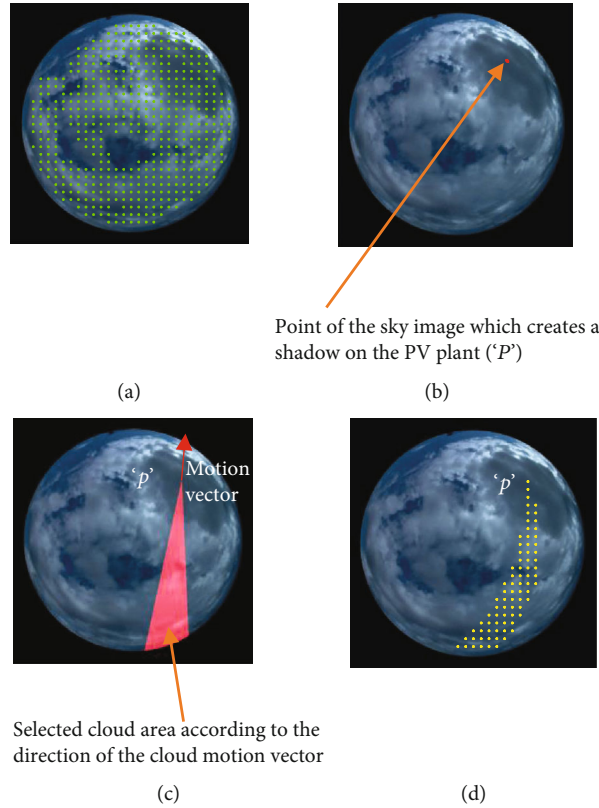 Point of the sky image which creates a
shadow on the PV plant (‘P’)
(a)
(b)
‘p’
Motion
vector
‘p’
Selected cloud area according to the
direction of the cloud motion vector
(c)
(d)